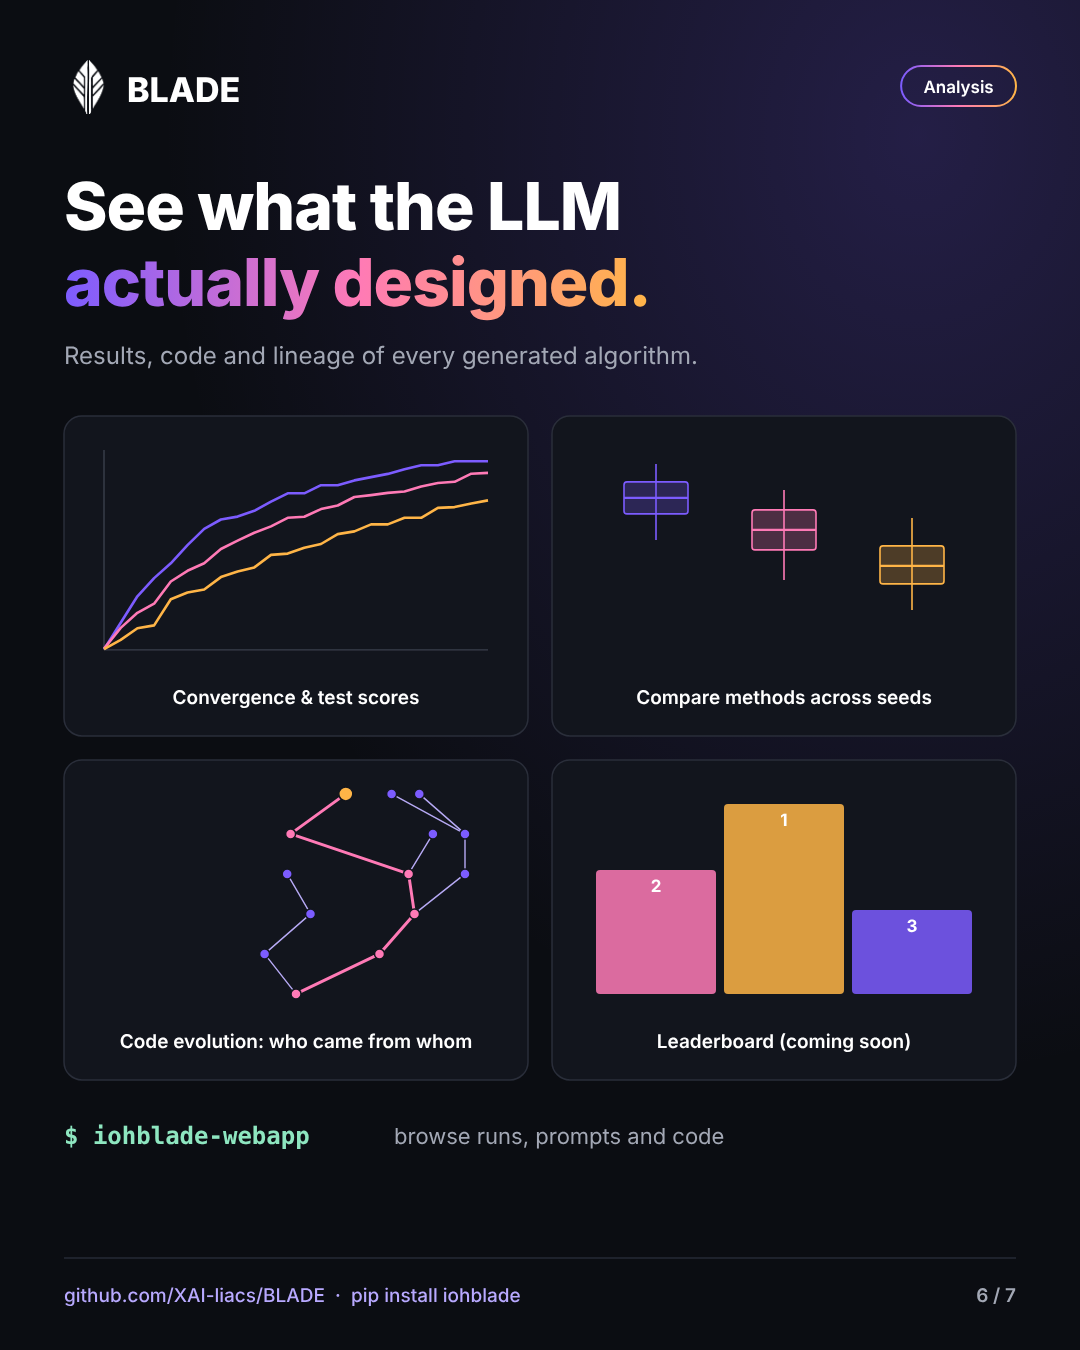 BLADE
Analysis
See what the LLM
actually designed.
Results, code and lineage of every generated algorithm.
Convergence & test scores
Compare methods across seeds
Code evolution: who came from whom
2
1
3
Leaderboard (coming soon)
$ iohblade-webapp
browse runs, prompts and code
github.com/XAI-liacs/BLADE · pip install iohblade
6 / 7